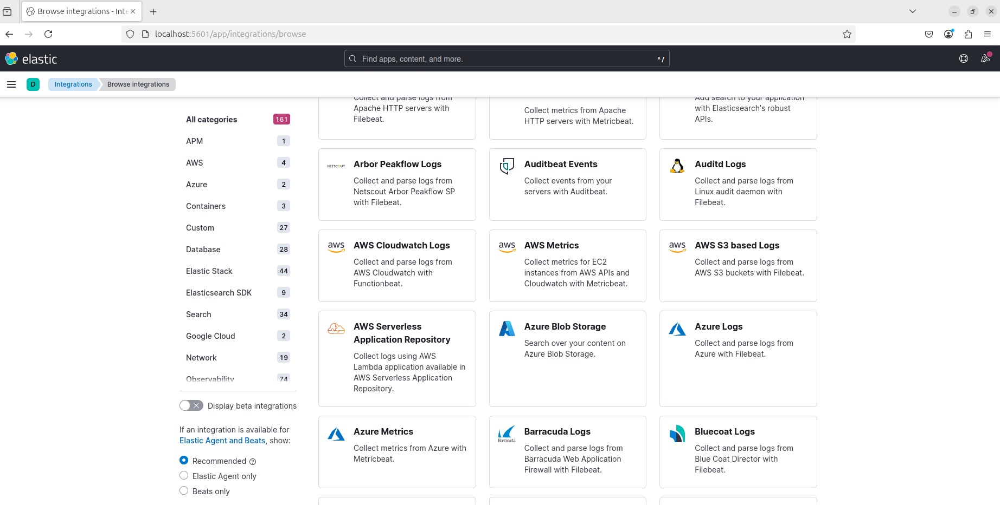 Browse integrations - Inte
localhost:5601/app/integrations/browse
elastic
Find apps, content, and more.
^/
D
Integrations
Browse integrations
All categories 161
APM 1
AWS 4
Azure 2
Containers 3
Custom 27
Database 28
Elastic Stack 44
Elasticsearch SDK 9
Search 34
Google Cloud 2
Network 19
Observability 74
Display beta integrations
If an integration is available for
Elastic Agent and Beats, show:
Recommended
Elastic Agent only
Beats only
Collect and parse logs from
Apache HTTP servers with
Filebeat.
Collect metrics from Apache
HTTP servers with Metricbeat.
Add search to your application
with Elasticsearch's robust
APIs.
NETSCOUT
Arbor Peakflow Logs
Collect and parse logs from
Netscout Arbor Peakflow SP
with Filebeat.
Auditbeat Events
Collect events from your
servers with Auditbeat.
Auditd Logs
Collect and parse logs from
Linux audit daemon with
Filebeat.
aws
AWS Cloudwatch Logs
Collect and parse logs from
AWS Cloudwatch with
Functionbeat.
aws
AWS Metrics
Collect metrics for EC2
instances from AWS APIs and
Cloudwatch with Metricbeat.
aws
AWS S3 based Logs
Collect and parse logs from
AWS S3 buckets with Filebeat.
AWS Serverless
Application Repository
Collect logs using AWS
Lambda application available in
AWS Serverless Application
Repository.
Azure Blob Storage
Search over your content on
Azure Blob Storage.
Azure Logs
Collect and parse logs from
Azure with Filebeat.
Azure Metrics
Collect metrics from Azure with
Metricbeat.
Barracuda
Barracuda Logs
Collect and parse logs from
Barracuda Web Application
Firewall with Filebeat.
Bluecoat Logs
Collect and parse logs from
Blue Coat Director with
Filebeat.